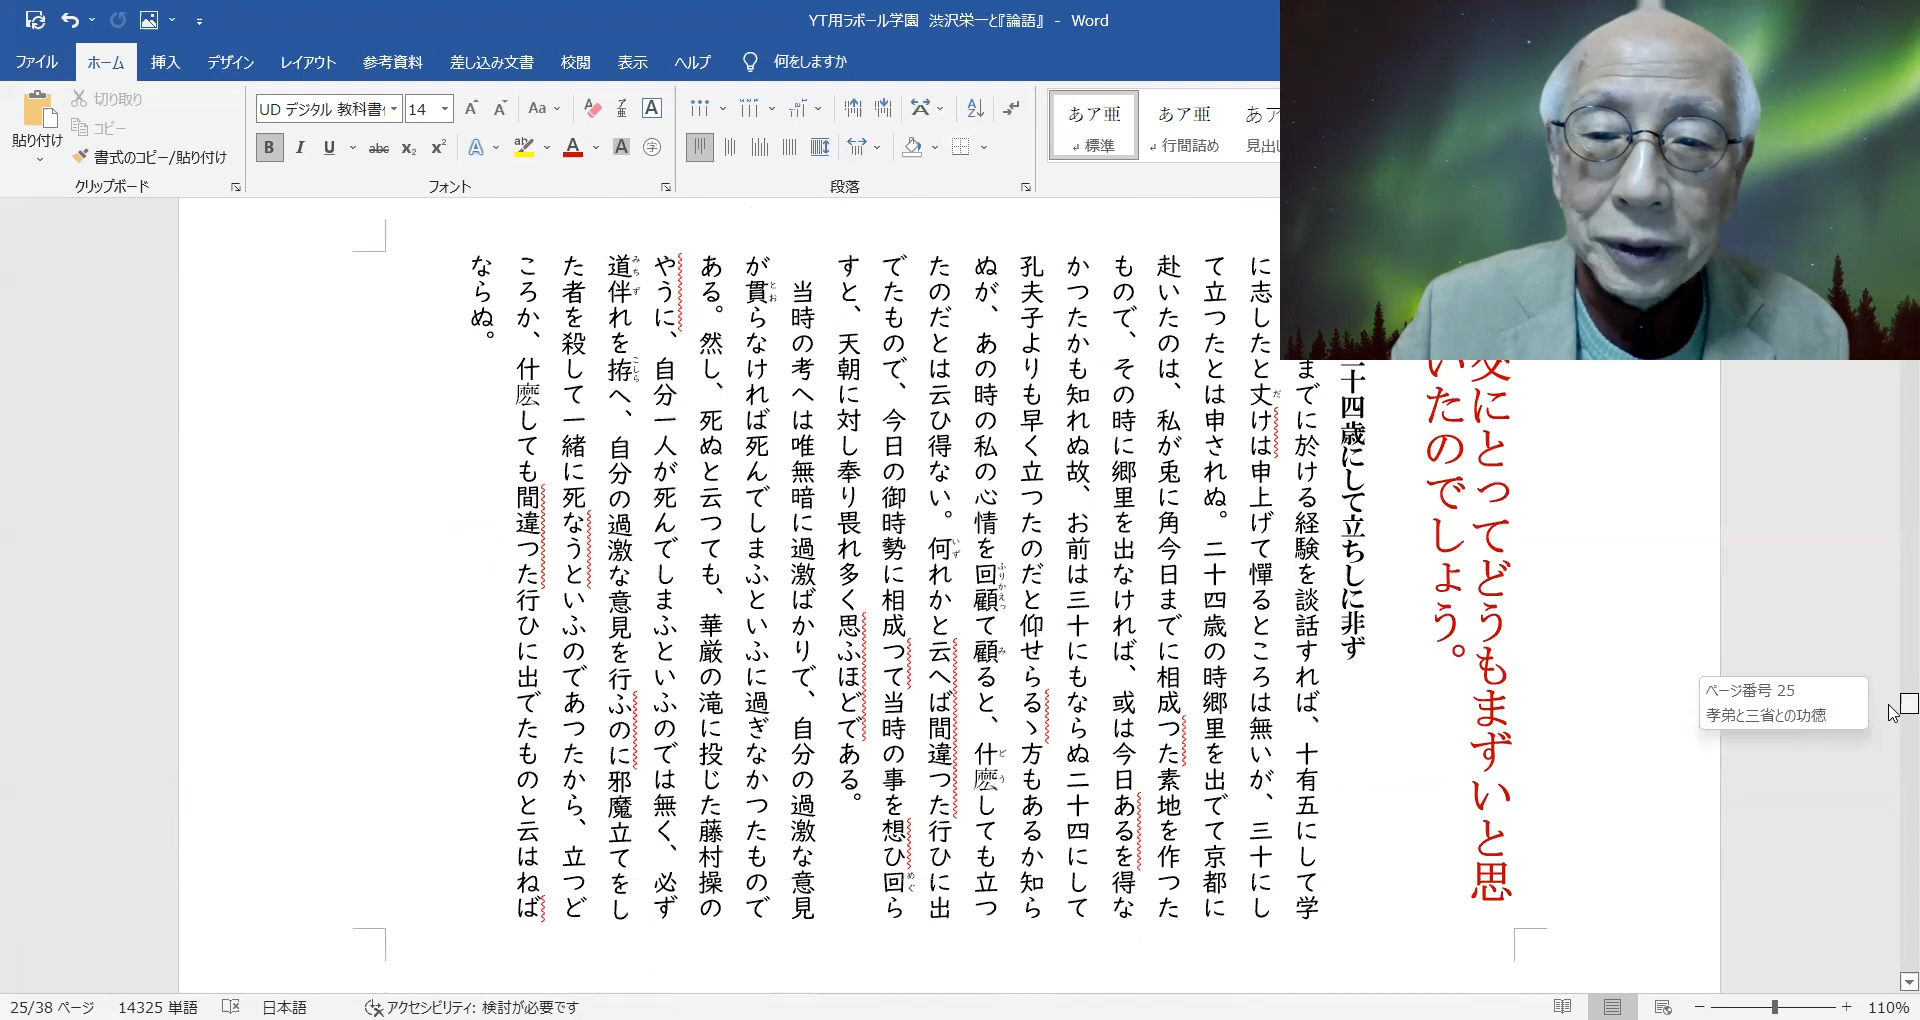 YT用ラボール学園 渋沢栄一と『論語』 - Word
ファイル ホーム 挿入 デザイン レイアウト 参考資料 差し込み文書 校閲 表示 ヘルプ 何をしますか
貼り付け
切り取り
コピー
書式のコピー/貼り付け
クリップボード
UD デジタル 教科書体 14
Aa
B I U abc x₂ x²
フォント
段落
あア亜
標準
あア亜
行間詰め
あア
見出し
友にとってどうもまずいと思
いたのでしょう。
二十四歳にして立ちしに非ず
までに於ける経験を談話すれば、十有五にして学
に志したと丈けは申上げて憚るところは無いが、三十にし
て立つたとは申されぬ。二十四歳の時郷里を出でて京都に
赴いたのは、私が兎に角今日までに相成つた素地を作つた
もので、その時に郷里を出なければ、或は今日あるを得な
かつたかも知れぬ故、お前は三十にもならぬ二十四にして
孔夫子よりも早く立つたのだと仰せらるゝ方もあるか知ら
ぬが、あの時の私の心情を回顧て顧ると、什麽しても立つ
たのだとは云ひ得ない。何れかと云へば間違つた行ひに出
でたもので、今日の御時勢に相成つて当時の事を想ひ回ら
すと、天朝に対し奉り畏れ多く思ふほどである。
当時の考へは唯無暗に過激ばかりで、自分の過激な意見
が貫らなければ死んでしまふといふに過ぎなかつたもので
ある。然し、死ぬと云つても、華厳の滝に投じた藤村操の
やうに、自分一人が死んでしまふといふのでは無く、必ず
道伴れを拵へ、自分の過激な意見を行ふのに邪魔立てをし
た者を殺して一緒に死なうといふのであつたから、立つど
ころか、什麽しても間違つた行ひに出でたものと云はねば
ならぬ。
ページ番号 25
孝弟と三省との功徳
25/38 ページ 14325 単語 日本語 アクセシビリティ: 検討が必要です 110%